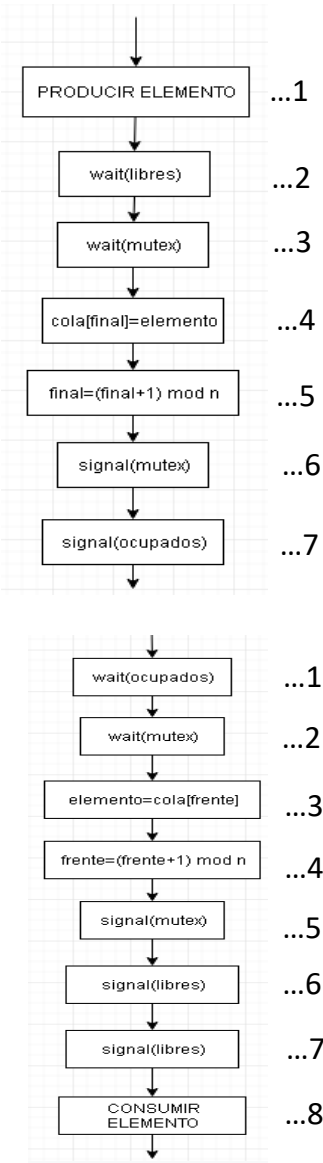 PRODUCIR ELEMENTO ...1
wait(libres) ...2
wait(mutex) ...3
cola[final]=elemento ...4
final=(final+1) mod n ...5
signal(mutex) ...6
signal(ocupados) ...7
wait(ocupados) ...1
wait(mutex) ...2
elemento=cola[frente] ...3
frente=(frente+1) mod n ...4
signal(mutex) ...5
signal(libres) ...6
signal(libres) ...7
CONSUMIR
ELEMENTO ...8